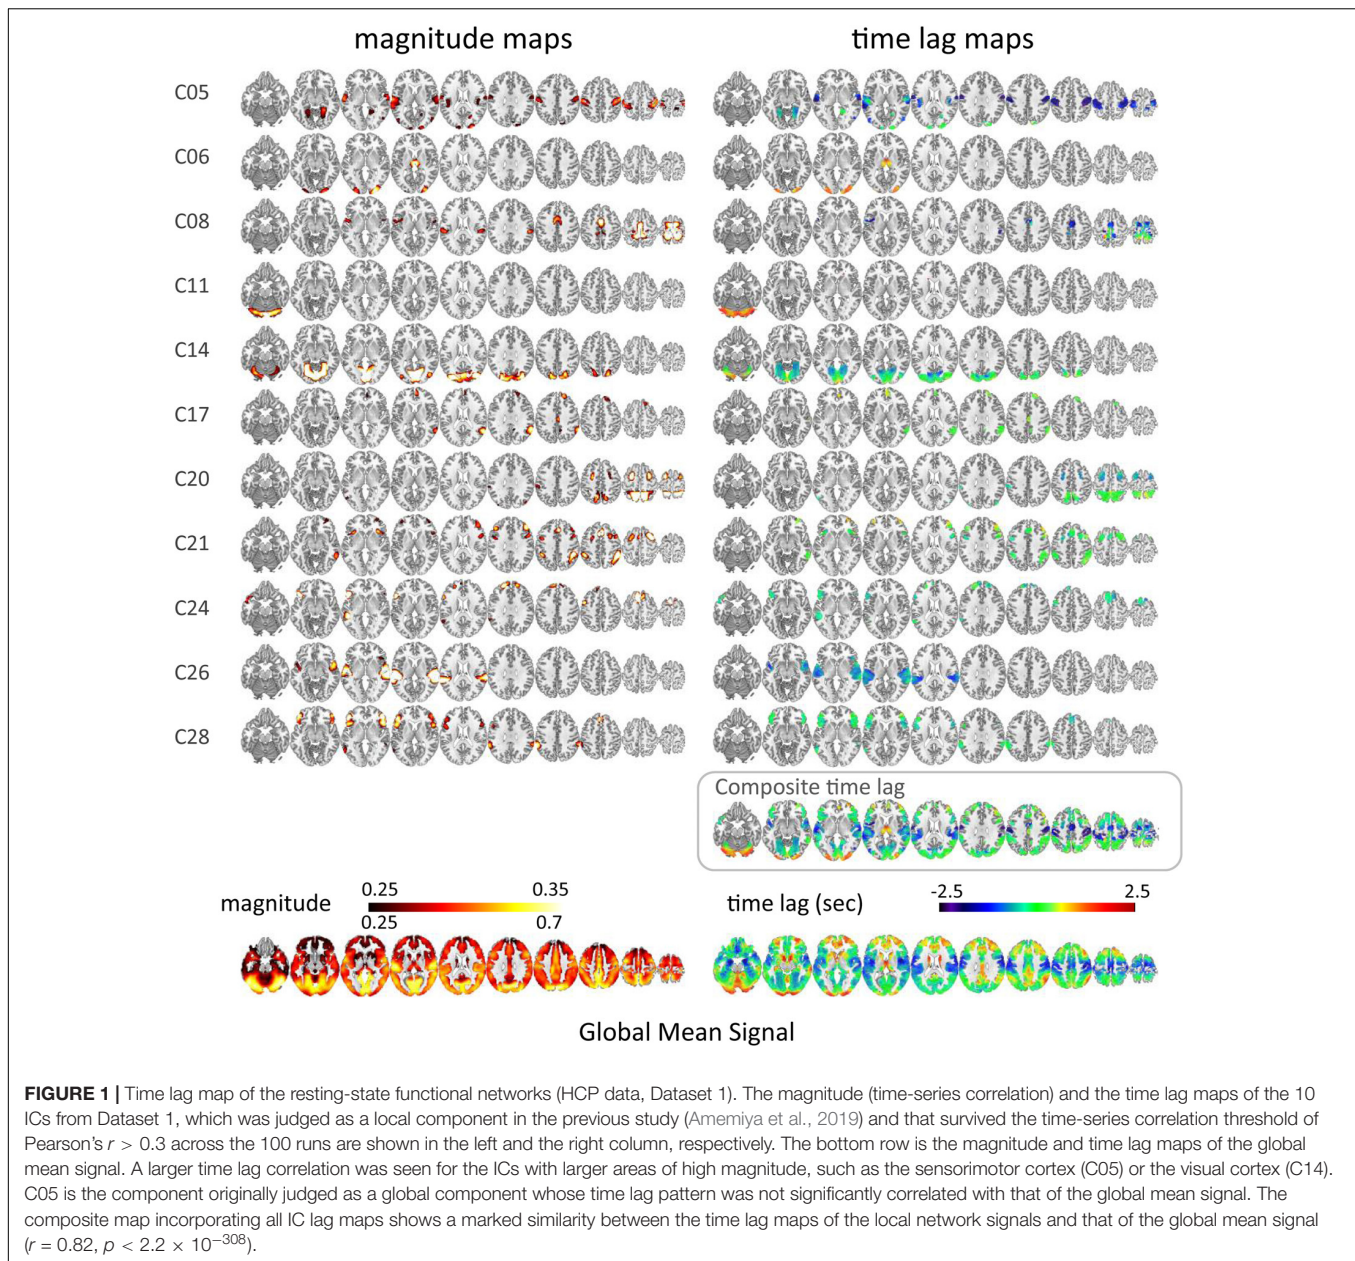 magnitude maps
time lag maps
C05
C06
C08
C11
C14
C17
C20
C21
C24
C26
C28
Composite time lag
magnitude
0.25 0.35
0.25 0.7
time lag (sec)
-2.5 2.5
Global Mean Signal
FIGURE 1 | Time lag map of the resting-state functional networks (HCP data, Dataset 1). The magnitude (time-series correlation) and the time lag maps of the 10
ICs from Dataset 1, which was judged as a local component in the previous study (Amemiya et al., 2019) and that survived the time-series correlation threshold of
Pearson's r > 0.3 across the 100 runs are shown in the left and the right column, respectively. The bottom row is the magnitude and time lag maps of the global
mean signal. A larger time lag correlation was seen for the ICs with larger areas of high magnitude, such as the sensorimotor cortex (C05) or the visual cortex (C14).
C05 is the component originally judged as a global component whose time lag pattern was not significantly correlated with that of the global mean signal. The
composite map incorporating all IC lag maps shows a marked similarity between the time lag maps of the local network signals and that of the global mean signal
(r = 0.82, p < 2.2 × 10−308).